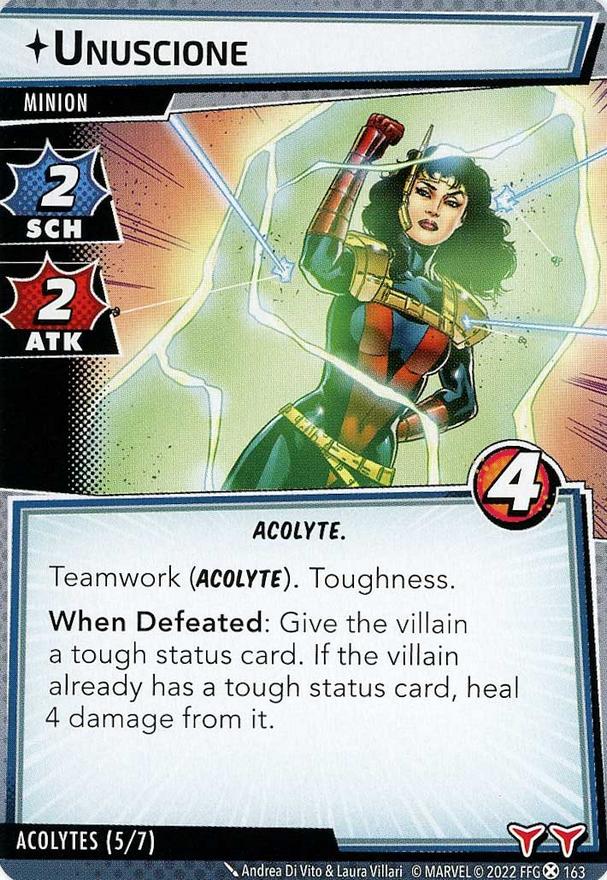 UNUSCIONE
MINION
2
SCH
2
ATK
4
ACOLYTE.
Teamwork (ACOLYTE). Toughness.
When Defeated: Give the villain
a tough status card. If the villain
already has a tough status card, heal
4 damage from it.
ACOLYTES (5/7)
Andrea Di Vito & Laura Villari © MARVEL © 2022 FFG 163